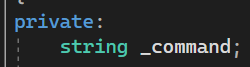 private:
string _command;